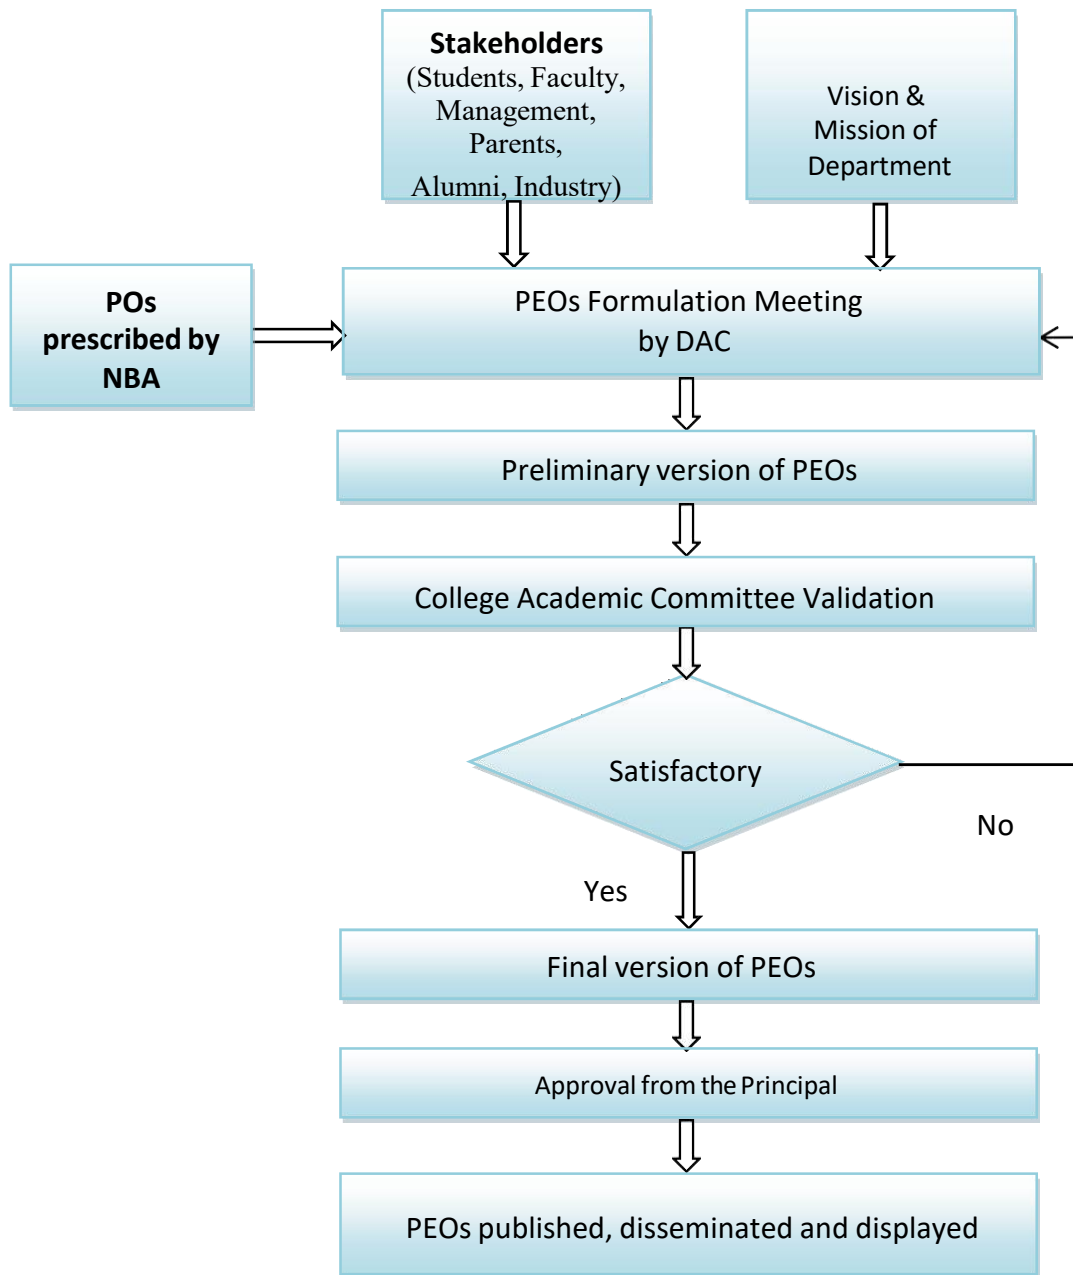 Stakeholders
(Students, Faculty,
Management,
Parents,
Alumni, Industry)
Vision &
Mission of
Department
POs
prescribed by
NBA
PEOs Formulation Meeting
by DAC
Preliminary version of PEOs
College Academic Committee Validation
Satisfactory
No
Yes
Final version of PEOs
Approval from the Principal
PEOs published, disseminated and displayed